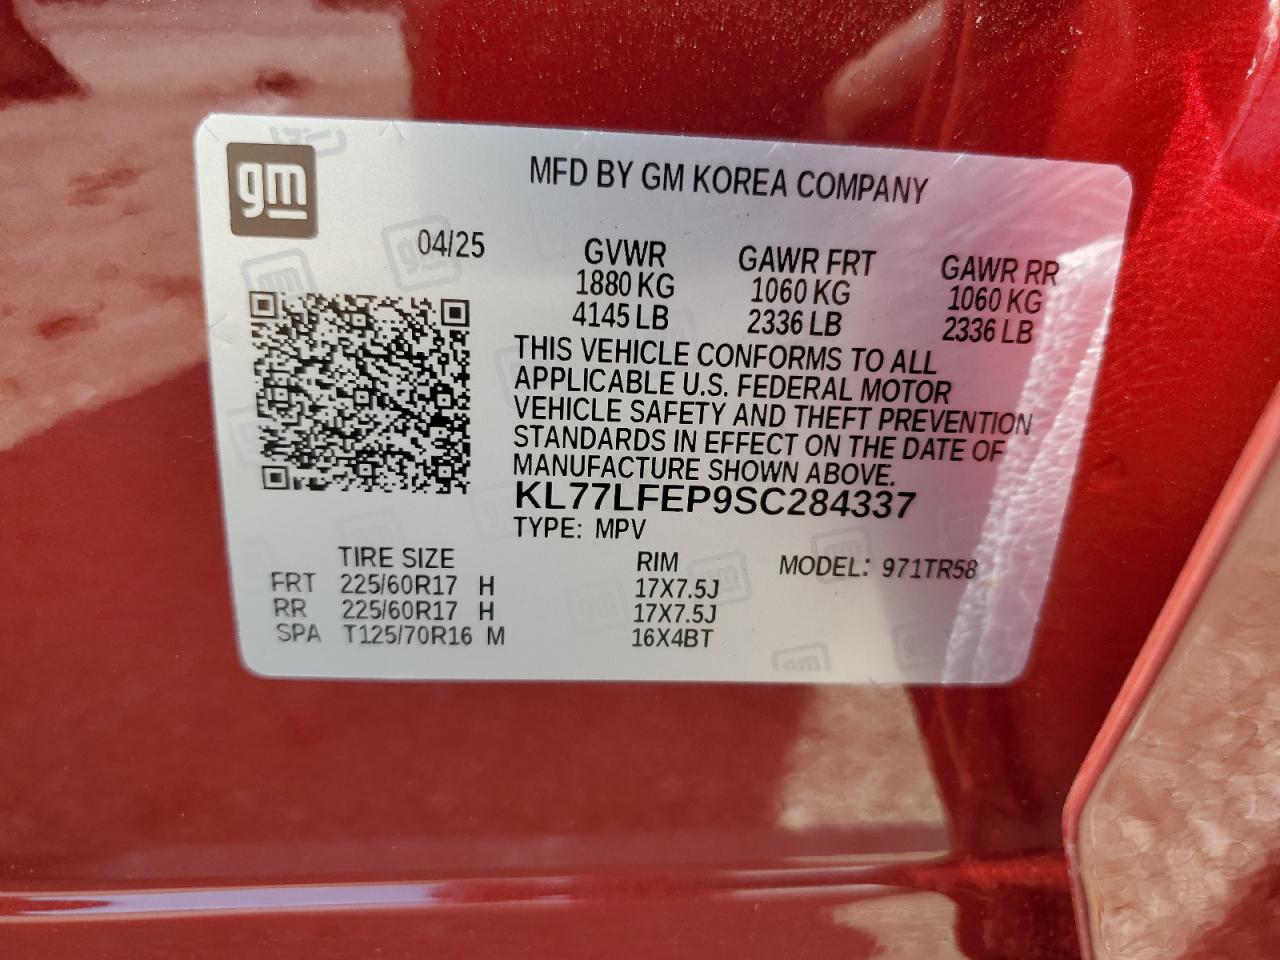 gm
MFD BY GM KOREA COMPANY
04/25 GVWR GAWR FRT GAWR RR
1880 KG 1060 KG 1060 KG
4145 LB 2336 LB 2336 LB
THIS VEHICLE CONFORMS TO ALL
APPLICABLE U.S. FEDERAL MOTOR
VEHICLE SAFETY AND THEFT PREVENTION
STANDARDS IN EFFECT ON THE DATE OF
MANUFACTURE SHOWN ABOVE.
KL77LFEP9SC284337
TYPE: MPV
TIRE SIZE RIM MODEL: 971TR58
FRT 225/60R17 H 17X7.5J
RR 225/60R17 H 17X7.5J
SPA T125/70R16 M 16X4BT